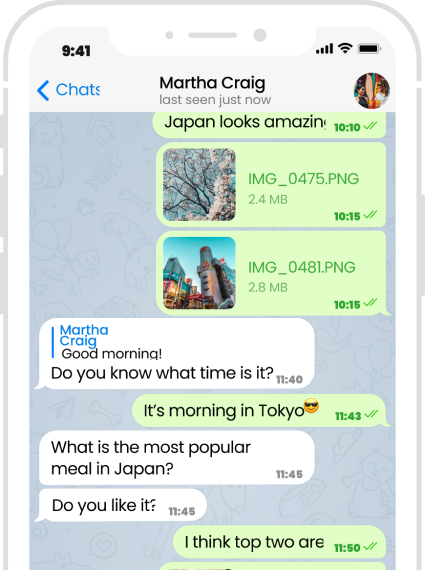 9:41
Chats
Martha Craig
last seen just now
Japan looks amazing
10:10
IMG_0475.PNG
2.4 MB
10:15
IMG_0481.PNG
2.8 MB
10:15
Martha
Craig
Good morning!
Do you know what time is it?
11:40
It's morning in Tokyo😎
11:43
What is the most popular
meal in Japan?
11:45
Do you like it?
11:45
I think top two are
11:50